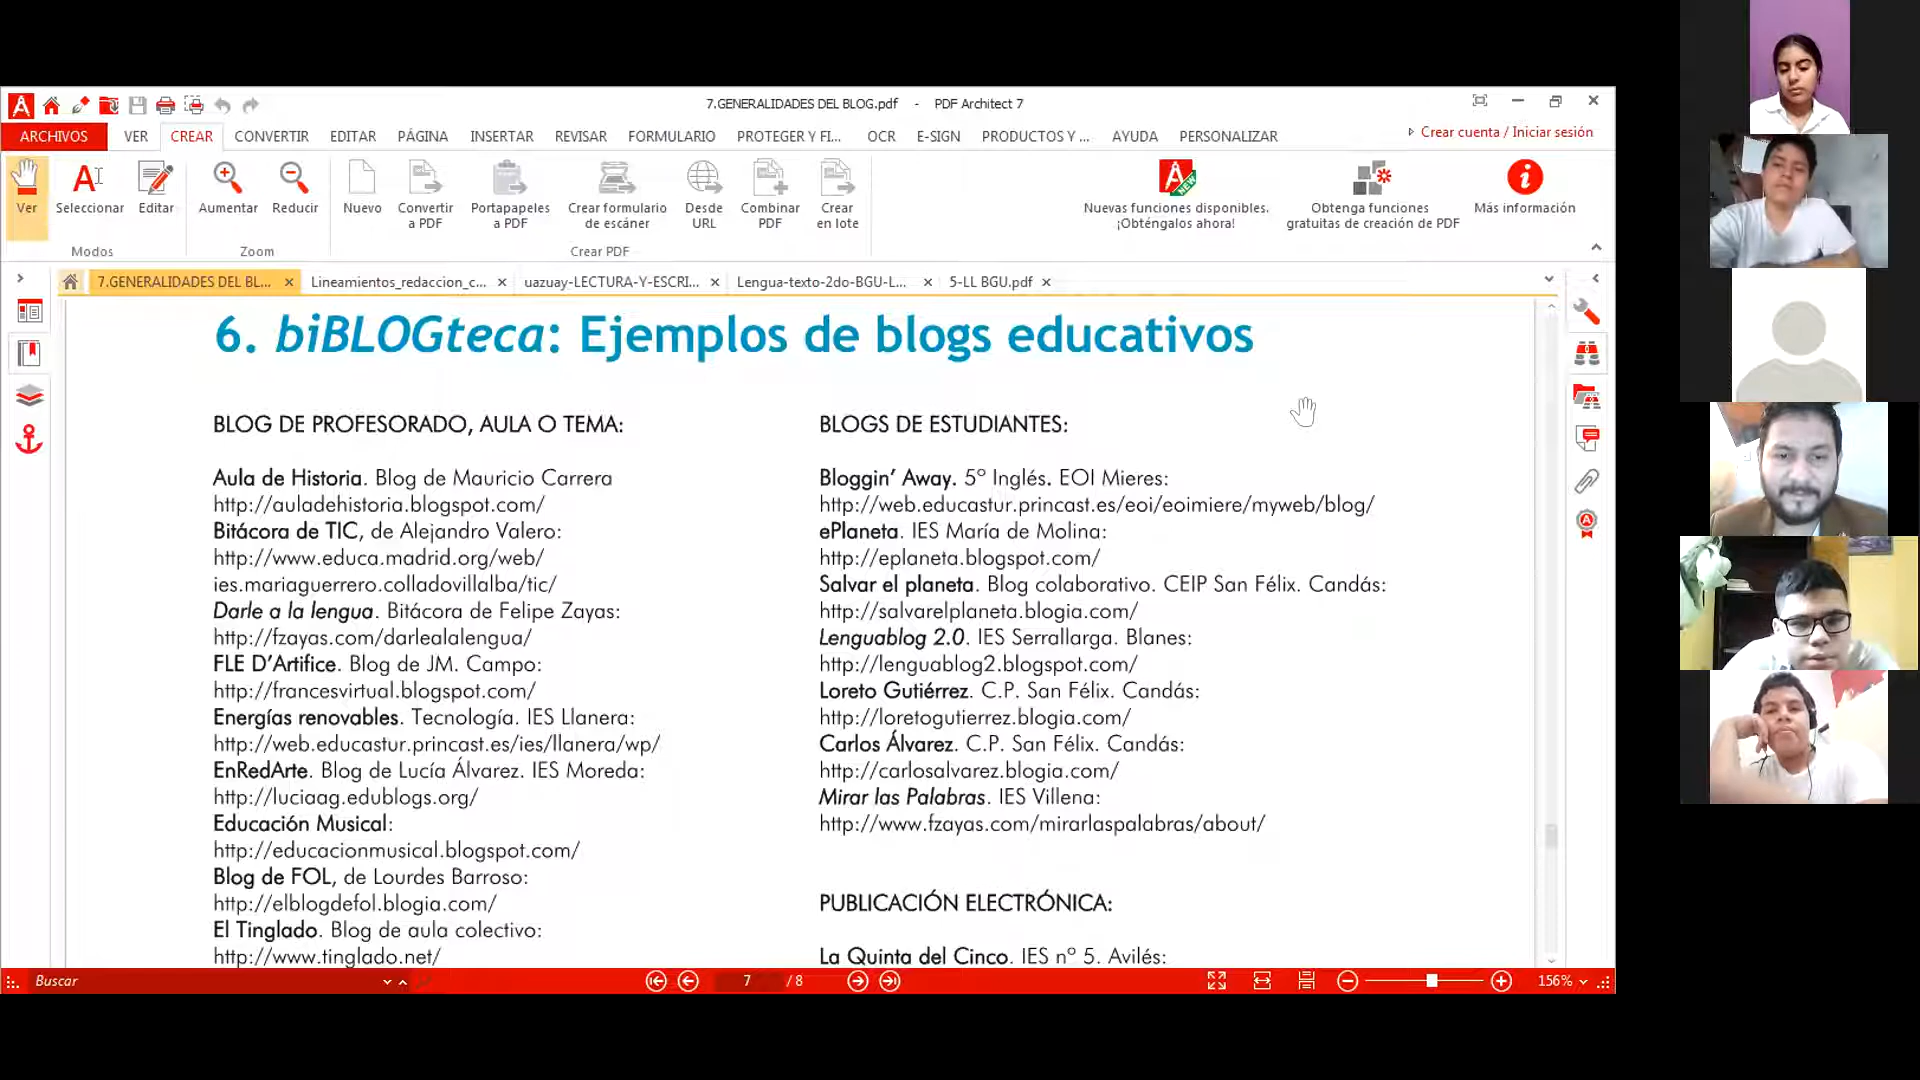 7.GENERALIDADES DEL BLOG.pdf - PDF Architect 7
ARCHIVOS VER CREAR CONVERTIR EDITAR PÁGINA INSERTAR REVISAR FORMULARIO PROTEGER Y FI... OCR E-SIGN PRODUCTOS Y ... AYUDA PERSONALIZAR
Crear cuenta / Iniciar sesión
Ver Seleccionar Editar
Modos
Aumentar Reducir
Zoom
Nuevo
Convertir
a PDF
Portapapeles
a PDF
Crear formulario
de escáner
Desde
URL
Combinar
PDF
Crear
en lote
Crear PDF
Nuevas funciones disponibles.
¡Obténgalos ahora!
Obtenga funciones
gratuitas de creación de PDF
Más información
7.GENERALIDADES DEL BL... Lineamientos_redaccion_c... uazuay-LECTURA-Y-ESCRI... Lengua-texto-2do-BGU-L... 5-LL BGU.pdf
6. biBLOGteca: Ejemplos de blogs educativos
BLOG DE PROFESORADO, AULA O TEMA:
Aula de Historia. Blog de Mauricio Carrera
http://auladehistoria.blogspot.com/
Bitácora de TIC, de Alejandro Valero:
http://www.educa.madrid.org/web/
ies.mariaguerrero.colladovillalba/tic/
Darle a la lengua. Bitácora de Felipe Zayas:
http://fzayas.com/darlealalengua/
FLE D'Artifice. Blog de JM. Campo:
http://francesvirtual.blogspot.com/
Energías renovables. Tecnología. IES Llanera:
http://web.educastur.princast.es/ies/llanera/wp/
EnRedArte. Blog de Lucía Álvarez. IES Moreda:
http://luciaag.edublogs.org/
Educación Musical:
http://educacionmusical.blogspot.com/
Blog de FOL, de Lourdes Barroso:
http://elblogdefol.blogia.com/
El Tinglado. Blog de aula colectivo:
http://www.tinglado.net/
BLOGS DE ESTUDIANTES:
Bloggin' Away. 5º Inglés. EOI Mieres:
http://web.educastur.princast.es/eoi/eoimiere/myweb/blog/
ePlaneta. IES María de Molina:
http://eplaneta.blogspot.com/
Salvar el planeta. Blog colaborativo. CEIP San Félix. Candás:
http://salvarelplaneta.blogia.com/
Lenguablog 2.0. IES Serrallarga. Blanes:
http://lenguablog2.blogspot.com/
Loreto Gutiérrez. C.P. San Félix. Candás:
http://loretogutierrez.blogia.com/
Carlos Álvarez. C.P. San Félix. Candás:
http://carlosalvarez.blogia.com/
Mirar las Palabras. IES Villena:
http://www.fzayas.com/mirarlaspalabras/about/
PUBLICACIÓN ELECTRÓNICA:
La Quinta del Cinco. IES nº 5. Avilés:
Buscar
7 / 8
156%